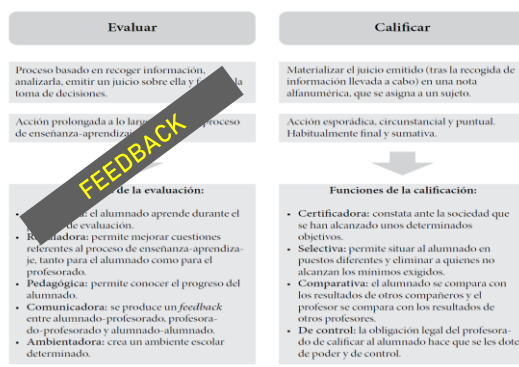 Evaluar
Proceso basado en recoger información,
analizarla, emitir un juicio sobre ella y la
toma de decisiones.
Acción prolongada a lo proceso
de
FEEDBACK
de la evaluación:
• el alumnado aprende durante el
de evaluación.
• permite mejorar cuestiones
referentes al proceso de enseñanza-aprendiza-
je, tanto para el alumnado como para el
profesorado.
• Pedagógica: permite conocer el progreso del
alumnado.
• Comunicadora: se produce un feedback
entre alumnado-profesorado, profesora-
do-profesorado y alumnado-alumnado.
• Ambientadora: crea un ambiente escolar
determinado.
Calificar
Materializar el juicio emitido (tras la recogida de
información llevada a cabo) en una nota
alfanumérica, que se asigna a un sujeto.
Acción esporádica, circunstancial y puntual.
Habitualmente final y sumativa.
Funciones de la calificación:
• Certificadora: constata ante la sociedad que
se han alcanzado unos determinados
objetivos.
• Selectiva: permite situar al alumnado en
puestos diferentes y eliminar a quienes no
alcanzan los mínimos exigidos.
• Comparativa: el alumnado se compara con
los resultados de otros compañeros y el
profesor se compara con los resultados de
otros profesores.
• De control: la obligación legal del profesora-
do de calificar al alumnado hace que se les dote
de poder y de control.